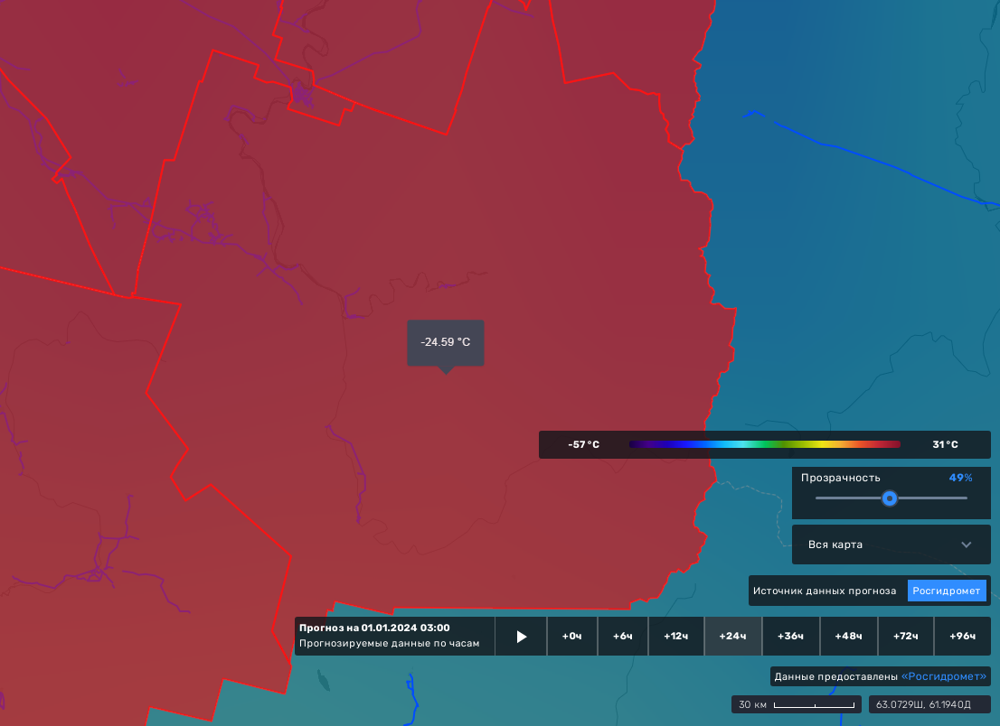 -24.59 °C
-57 °C
31 °C
Прозрачность 49%
Вся карта
Источник данных прогноза Росгидромет
Прогноз на 01.01.2024 03:00
Прогнозируемые данные по часам
+0ч +6ч +12ч +24ч +36ч +48ч +72ч +96ч
Данные предоставлены «Росгидромет»
30 км
63.0729Ш, 61.1940Д